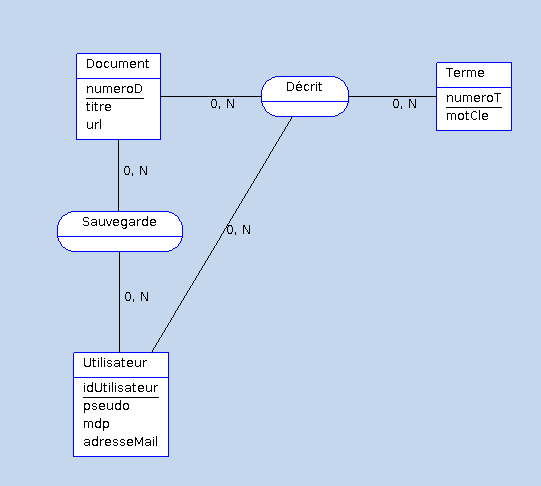 Document
numeroD
titre
url
0, N
Décrit
0, N
Terme
numeroT
motCle
0, N
Sauvegarde
0, N
0, N
Utilisateur
idUtilisateur
pseudo
mdp
adresseMail